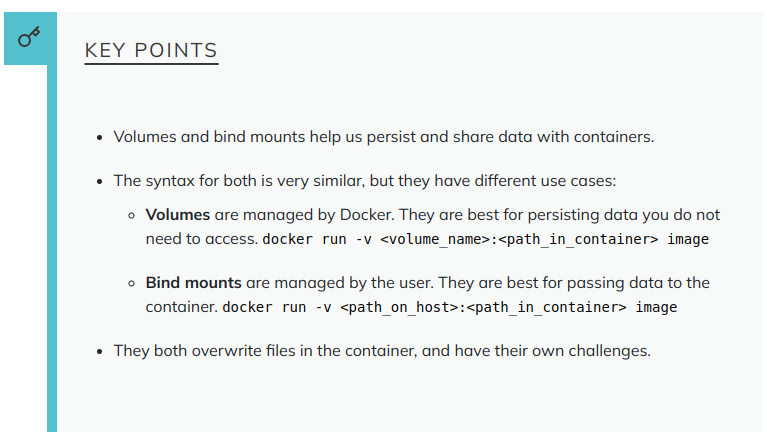 KEY POINTS
Volumes and bind mounts help us persist and share data with containers.
The syntax for both is very similar, but they have different use cases:
Volumes are managed by Docker. They are best for persisting data you do not
need to access. docker run -v <volume_name>:<path_in_container> image
Bind mounts are managed by the user. They are best for passing data to the
container. docker run -v <path_on_host>:<path_in_container> image
They both overwrite files in the container, and have their own challenges.